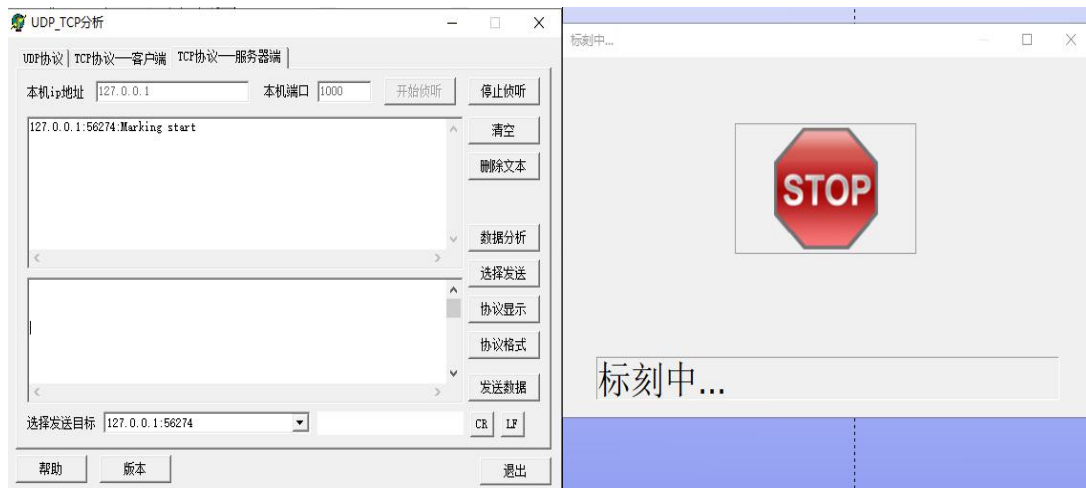 UDP_TCP分析
UDP协议 TCP协议——客户端 TCP协议——服务器端
本机ip地址 127.0.0.1 本机端口 1000 开始侦听 停止侦听
127.0.0.1:56274:Marking start
清空
删除文本
数据分析
选择发送
协议显示
协议格式
发送数据
选择发送目标 127.0.0.1:56274 CR LF
帮助 版本 退出
标刻中...
STOP
标刻中...